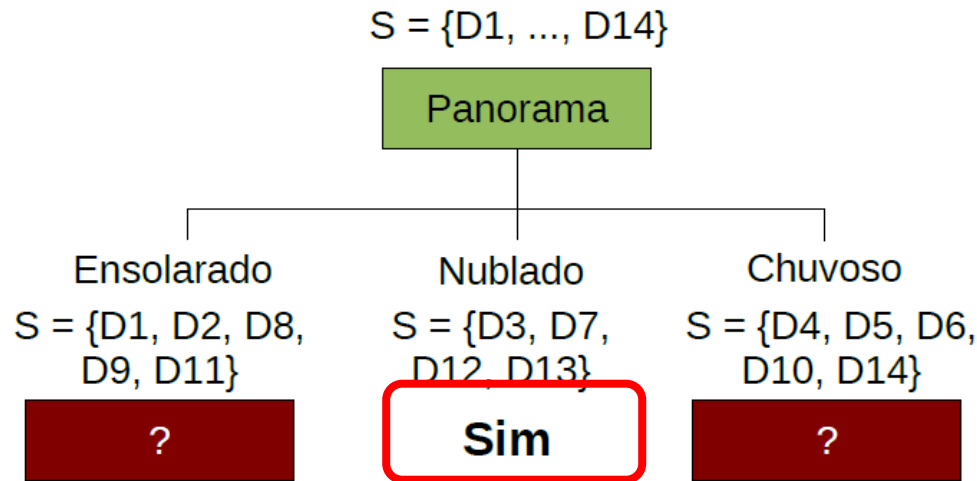 S = {D1, ..., D14}
Panorama
Ensolarado
Nublado
Chuvoso
S = {D1, D2, D8,
D9, D11}
S = {D3, D7,
D12, D13}
S = {D4, D5, D6,
D10, D14}
?
Sim
?